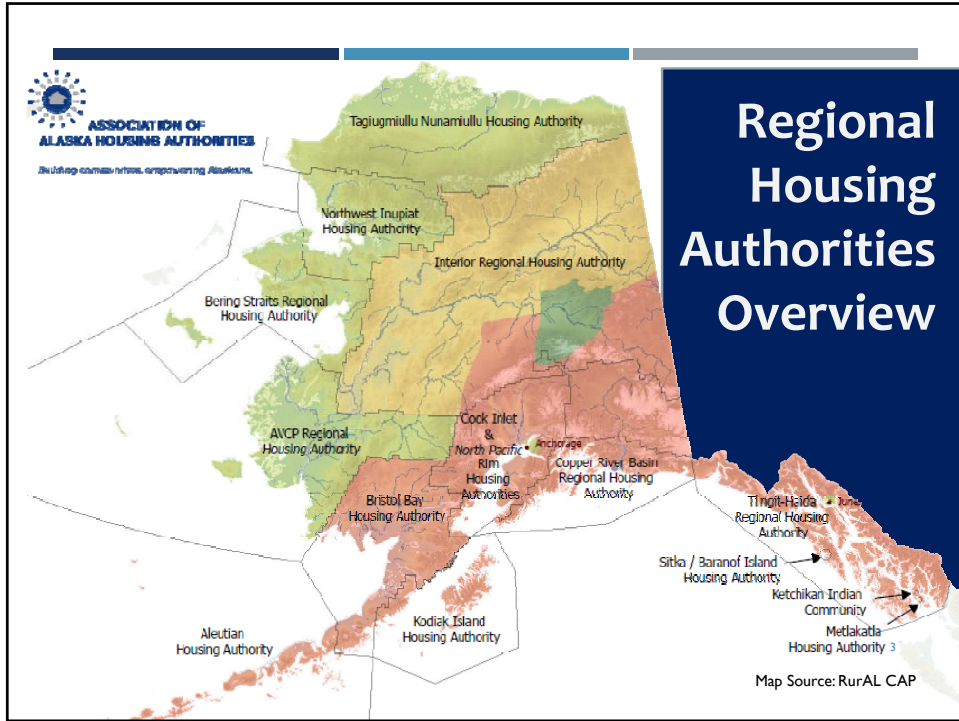 ASSOCIATION OF
ALASKA HOUSING AUTHORITIES
Building communities, empowering Alaskans.
Regional
Housing
Authorities
Overview
Tagiugmiullu Nunamiullu Housing Authority
Northwest Inupiat
Housing Authority
Interior Regional Housing Authority
Bering Straits Regional
Housing Authority
AVCP Regional
Housing Authority
Cook Inlet
&
North Pacific
Rim
Housing
Authorities
Anchorage
Copper River Basin
Regional Housing
Authority
Bristol Bay
Housing Authority
Tlingit-Haida
Regional Housing
Authority
Sitka / Baranof Island
Housing Authority
Ketchikan Indian
Community
Metlakatla
Housing Authority 3
Kodiak Island
Housing Authority
Aleutian
Housing Authority
Map Source: RurAL CAP